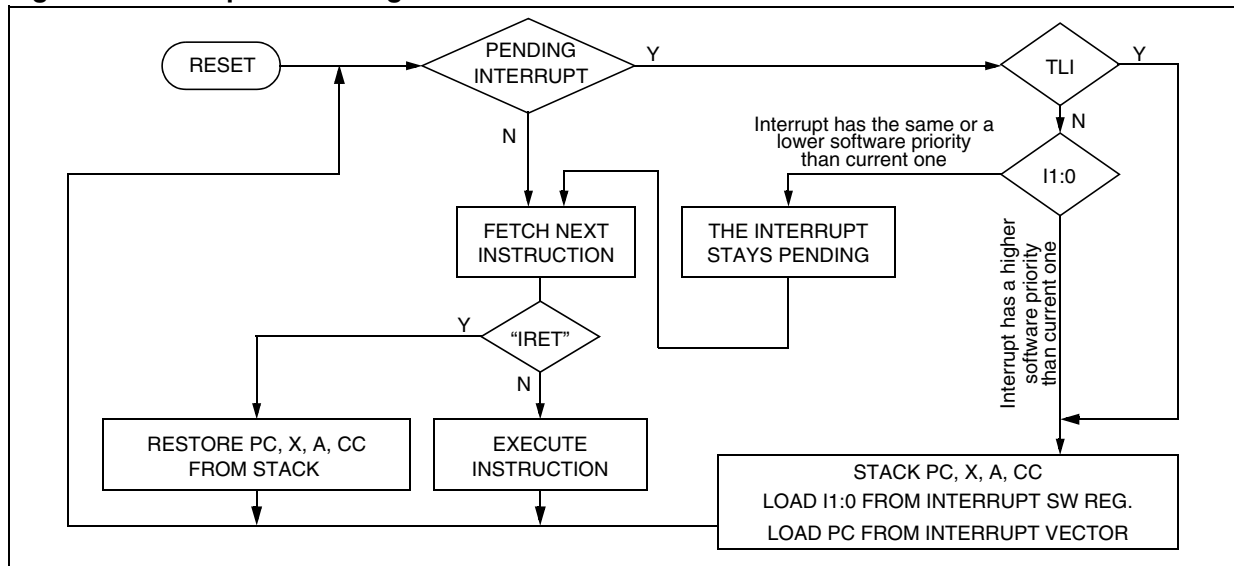 RESET
PENDING
INTERRUPT
Y
TLI
Y
N
N
Interrupt has the same or a
lower software priority
than current one
I1:0
FETCH NEXT
INSTRUCTION
THE INTERRUPT
STAYS PENDING
Interrupt has a higher
software priority
than current one
Y
“IRET”
N
RESTORE PC, X, A, CC
FROM STACK
EXECUTE
INSTRUCTION
STACK PC, X, A, CC
LOAD I1:0 FROM INTERRUPT SW REG.
LOAD PC FROM INTERRUPT VECTOR